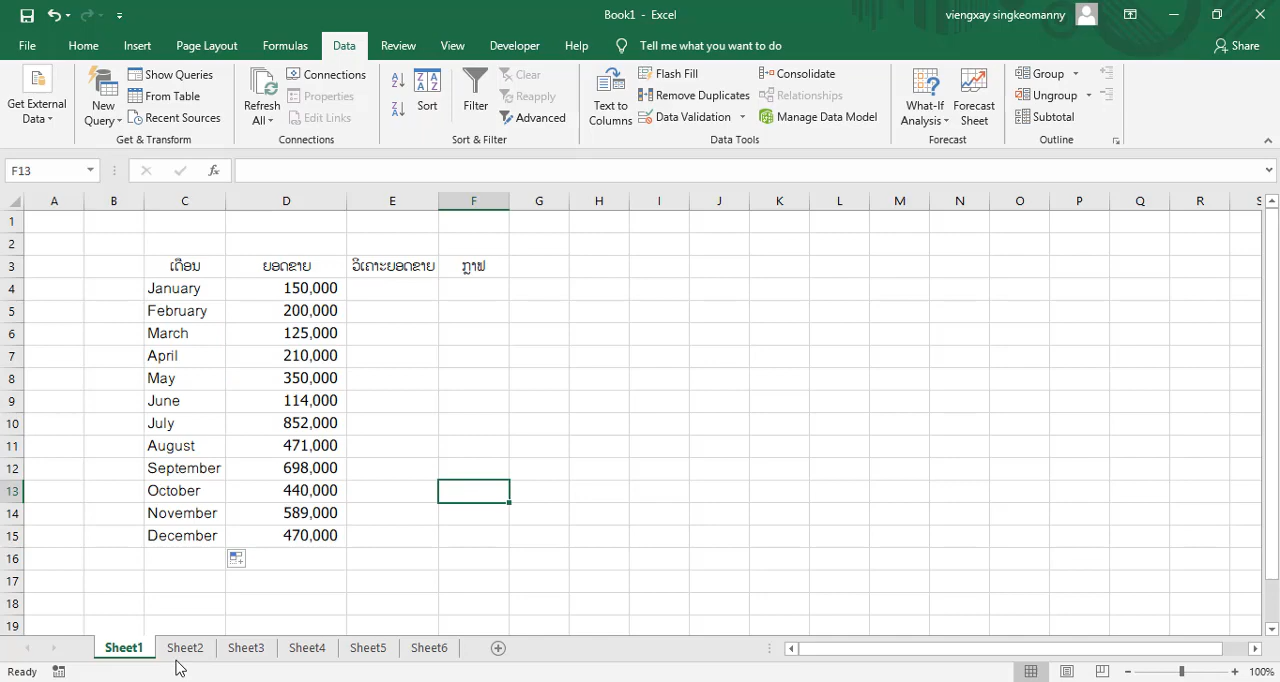 Book1 - Excel
viengxay singkeomanny
File Home Insert Page Layout Formulas Data Review View Developer Help Tell me what you want to do Share
Get External Data
New Query
Show Queries
From Table
Recent Sources
Get & Transform
Refresh All
Connections
Properties
Edit Links
Connections
Sort
Filter
Clear
Reapply
Advanced
Sort & Filter
Text to Columns
Flash Fill
Remove Duplicates
Data Validation
Consolidate
Relationships
Manage Data Model
Data Tools
What-If Analysis
Forecast Sheet
Forecast
Group
Ungroup
Subtotal
Outline
F13 fx
A B C D E F G H I J K L M N O P Q R S
1
2
3 ເດືອນ ຍອດຂາຍ ວິເຄາະຍອດຂາຍ ກຼາຟ
4 January 150,000
5 February 200,000
6 March 125,000
7 April 210,000
8 May 350,000
9 June 114,000
10 July 852,000
11 August 471,000
12 September 698,000
13 October 440,000
14 November 589,000
15 December 470,000
16
17
18
19
Sheet1 Sheet2 Sheet3 Sheet4 Sheet5 Sheet6
Ready 100%